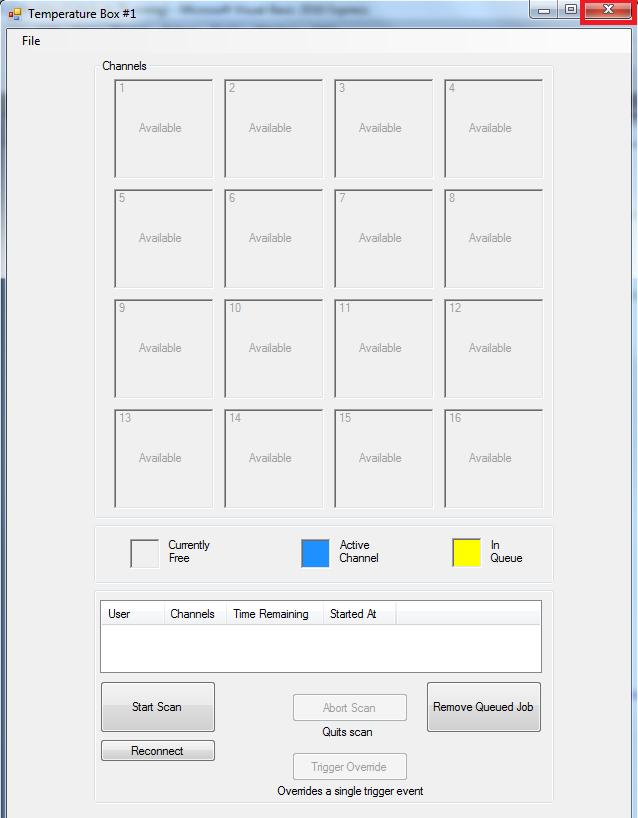 Temperature Box #1
File
Channels
1 2 3 4
Available Available Available Available
5 6 7 8
Available Available Available Available
9 10 11 12
Available Available Available Available
13 14 15 16
Available Available Available Available
Currently Active In
Free Channel Queue
User Channels Time Remaining Started At
Start Scan Abort Scan Remove Queued Job
Quits scan
Reconnect
Trigger Override
Overrides a single trigger event